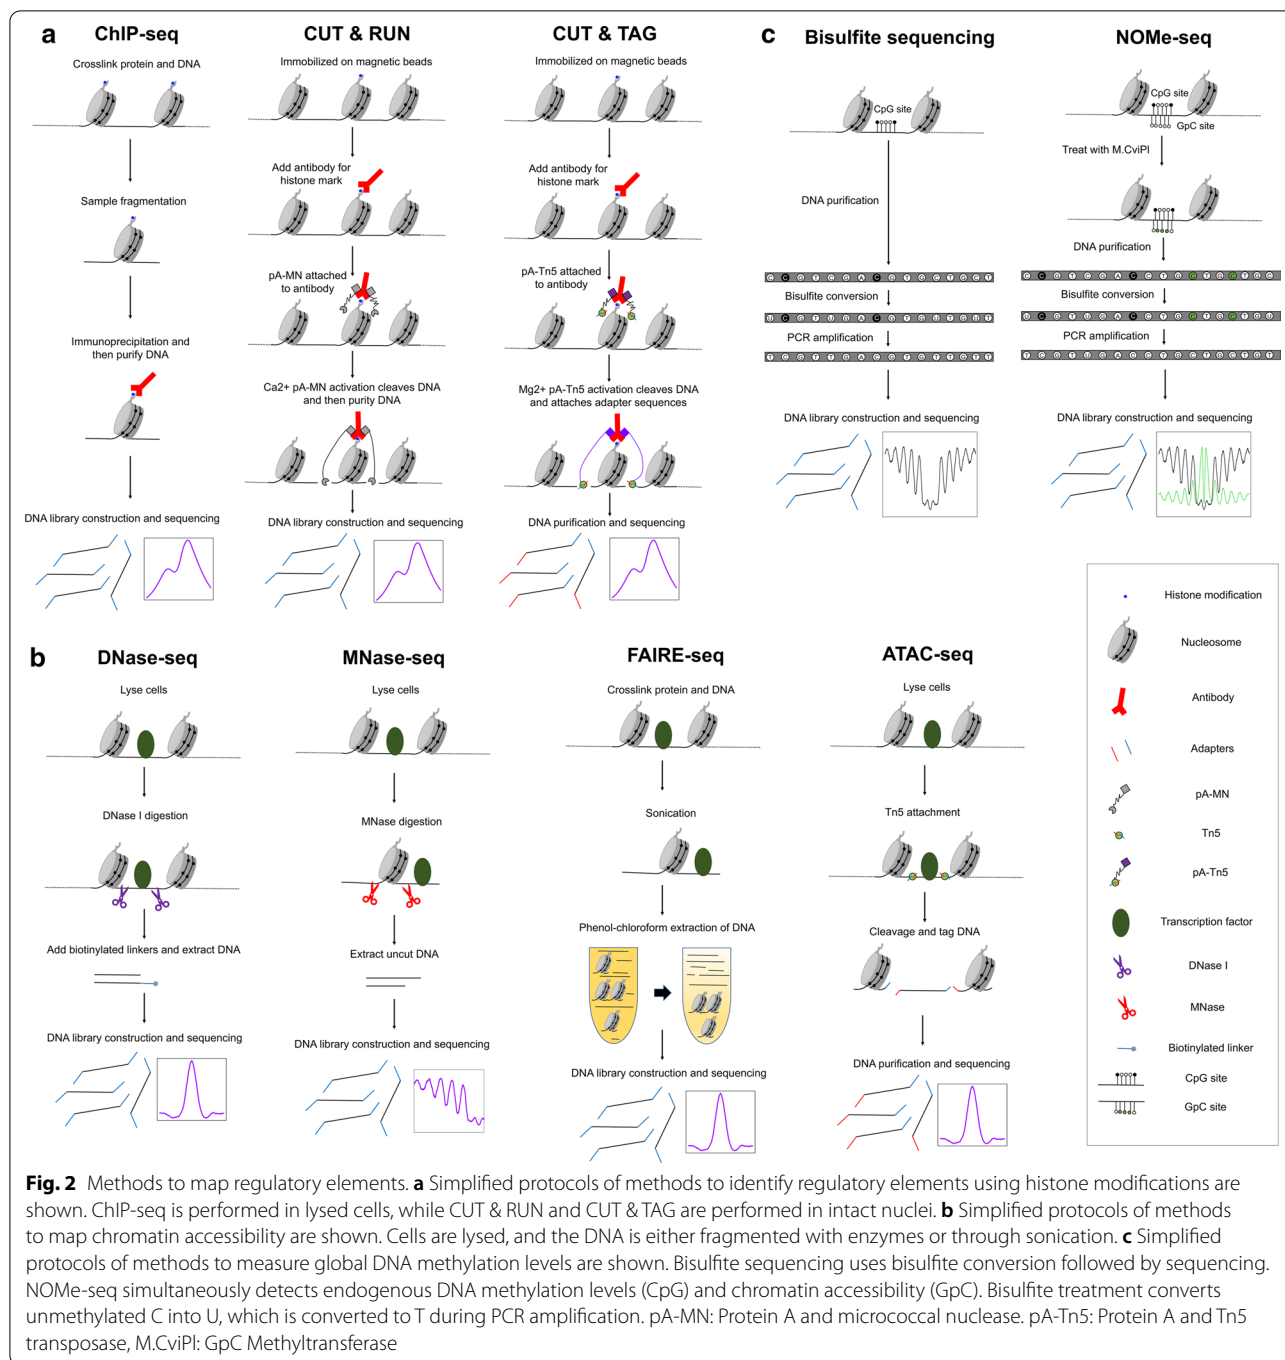 a
ChIP-seq
Crosslink protein and DNA
Sample fragmentation
Immunoprecipitation and
then purify DNA
DNA library construction and sequencing
CUT & RUN
Immobilized on magnetic beads
Add antibody for
histone mark
pA-MN attached
to antibody
Ca2+ pA-MN activation cleaves DNA
and then purity DNA
DNA library construction and sequencing
CUT & TAG
Immobilized on magnetic beads
Add antibody for
histone mark
pA-Tn5 attached
to antibody
Mg2+ pA-Tn5 activation cleaves DNA
and attaches adapter sequences
DNA purification and sequencing
c
Bisulfite sequencing
CpG site
DNA purification
C C G T C G A C G T G C T G C T
Bisulfite conversion
U C G T U G A C G T G U T G U T
PCR amplification
T C G T C G A C G T G T T G T T
DNA library construction and sequencing
NOMe-seq
CpG site
GpC site
Treat with M.CviPl
DNA purification
C C G T C G A C C T G C T G C T C
Bisulfite conversion
U C G T U G A C C T G C T G C T G U
PCR amplification
DNA library construction and sequencing
b
DNase-seq
Lyse cells
DNase I digestion
Add biotinylated linkers and extract DNA
DNA library construction and sequencing
MNase-seq
Lyse cells
MNase digestion
Extract uncut DNA
DNA library construction and sequencing
FAIRE-seq
Crosslink protein and DNA
Sonication
Phenol-chloroform extraction of DNA
DNA library construction and sequencing
ATAC-seq
Lyse cells
Tn5 attachment
Cleavage and tag DNA
DNA purification and sequencing
Histone modification
Nucleosome
Antibody
Adapters
pA-MN
Tn5
pA-Tn5
Transcription factor
DNase I
MNase
Biotinylated linker
CpG site
GpC site
Fig. 2 Methods to map regulatory elements. a Simplified protocols of methods to identify regulatory elements using histone modifications are
shown. ChIP-seq is performed in lysed cells, while CUT & RUN and CUT & TAG are performed in intact nuclei. b Simplified protocols of methods
to map chromatin accessibility are shown. Cells are lysed, and the DNA is either fragmented with enzymes or through sonication. c Simplified
protocols of methods to measure global DNA methylation levels are shown. Bisulfite sequencing uses bisulfite conversion followed by sequencing.
NOMe-seq simultaneously detects endogenous DNA methylation levels (CpG) and chromatin accessibility (GpC). Bisulfite treatment converts
unmethylated C into U, which is converted to T during PCR amplification. pA-MN: Protein A and micrococcal nuclease. pA-Tn5: Protein A and Tn5
transposase, M.CviPl: GpC Methyltransferase